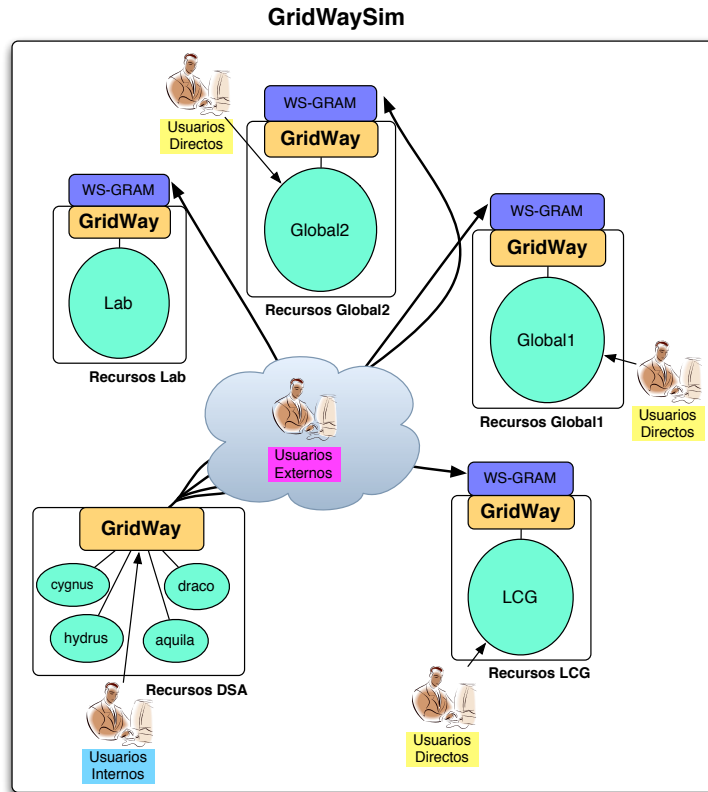 GridWaySim
WS-GRAM
GridWay
Usuarios
Directos
Global2
Recursos Global2
WS-GRAM
GridWay
Lab
Recursos Lab
WS-GRAM
GridWay
Global1
Recursos Global1
Usuarios
Directos
Usuarios
Externos
GridWay
cygnus
draco
hydrus
aquila
Recursos DSA
Usuarios
Internos
WS-GRAM
GridWay
LCG
Recursos LCG
Usuarios
Directos